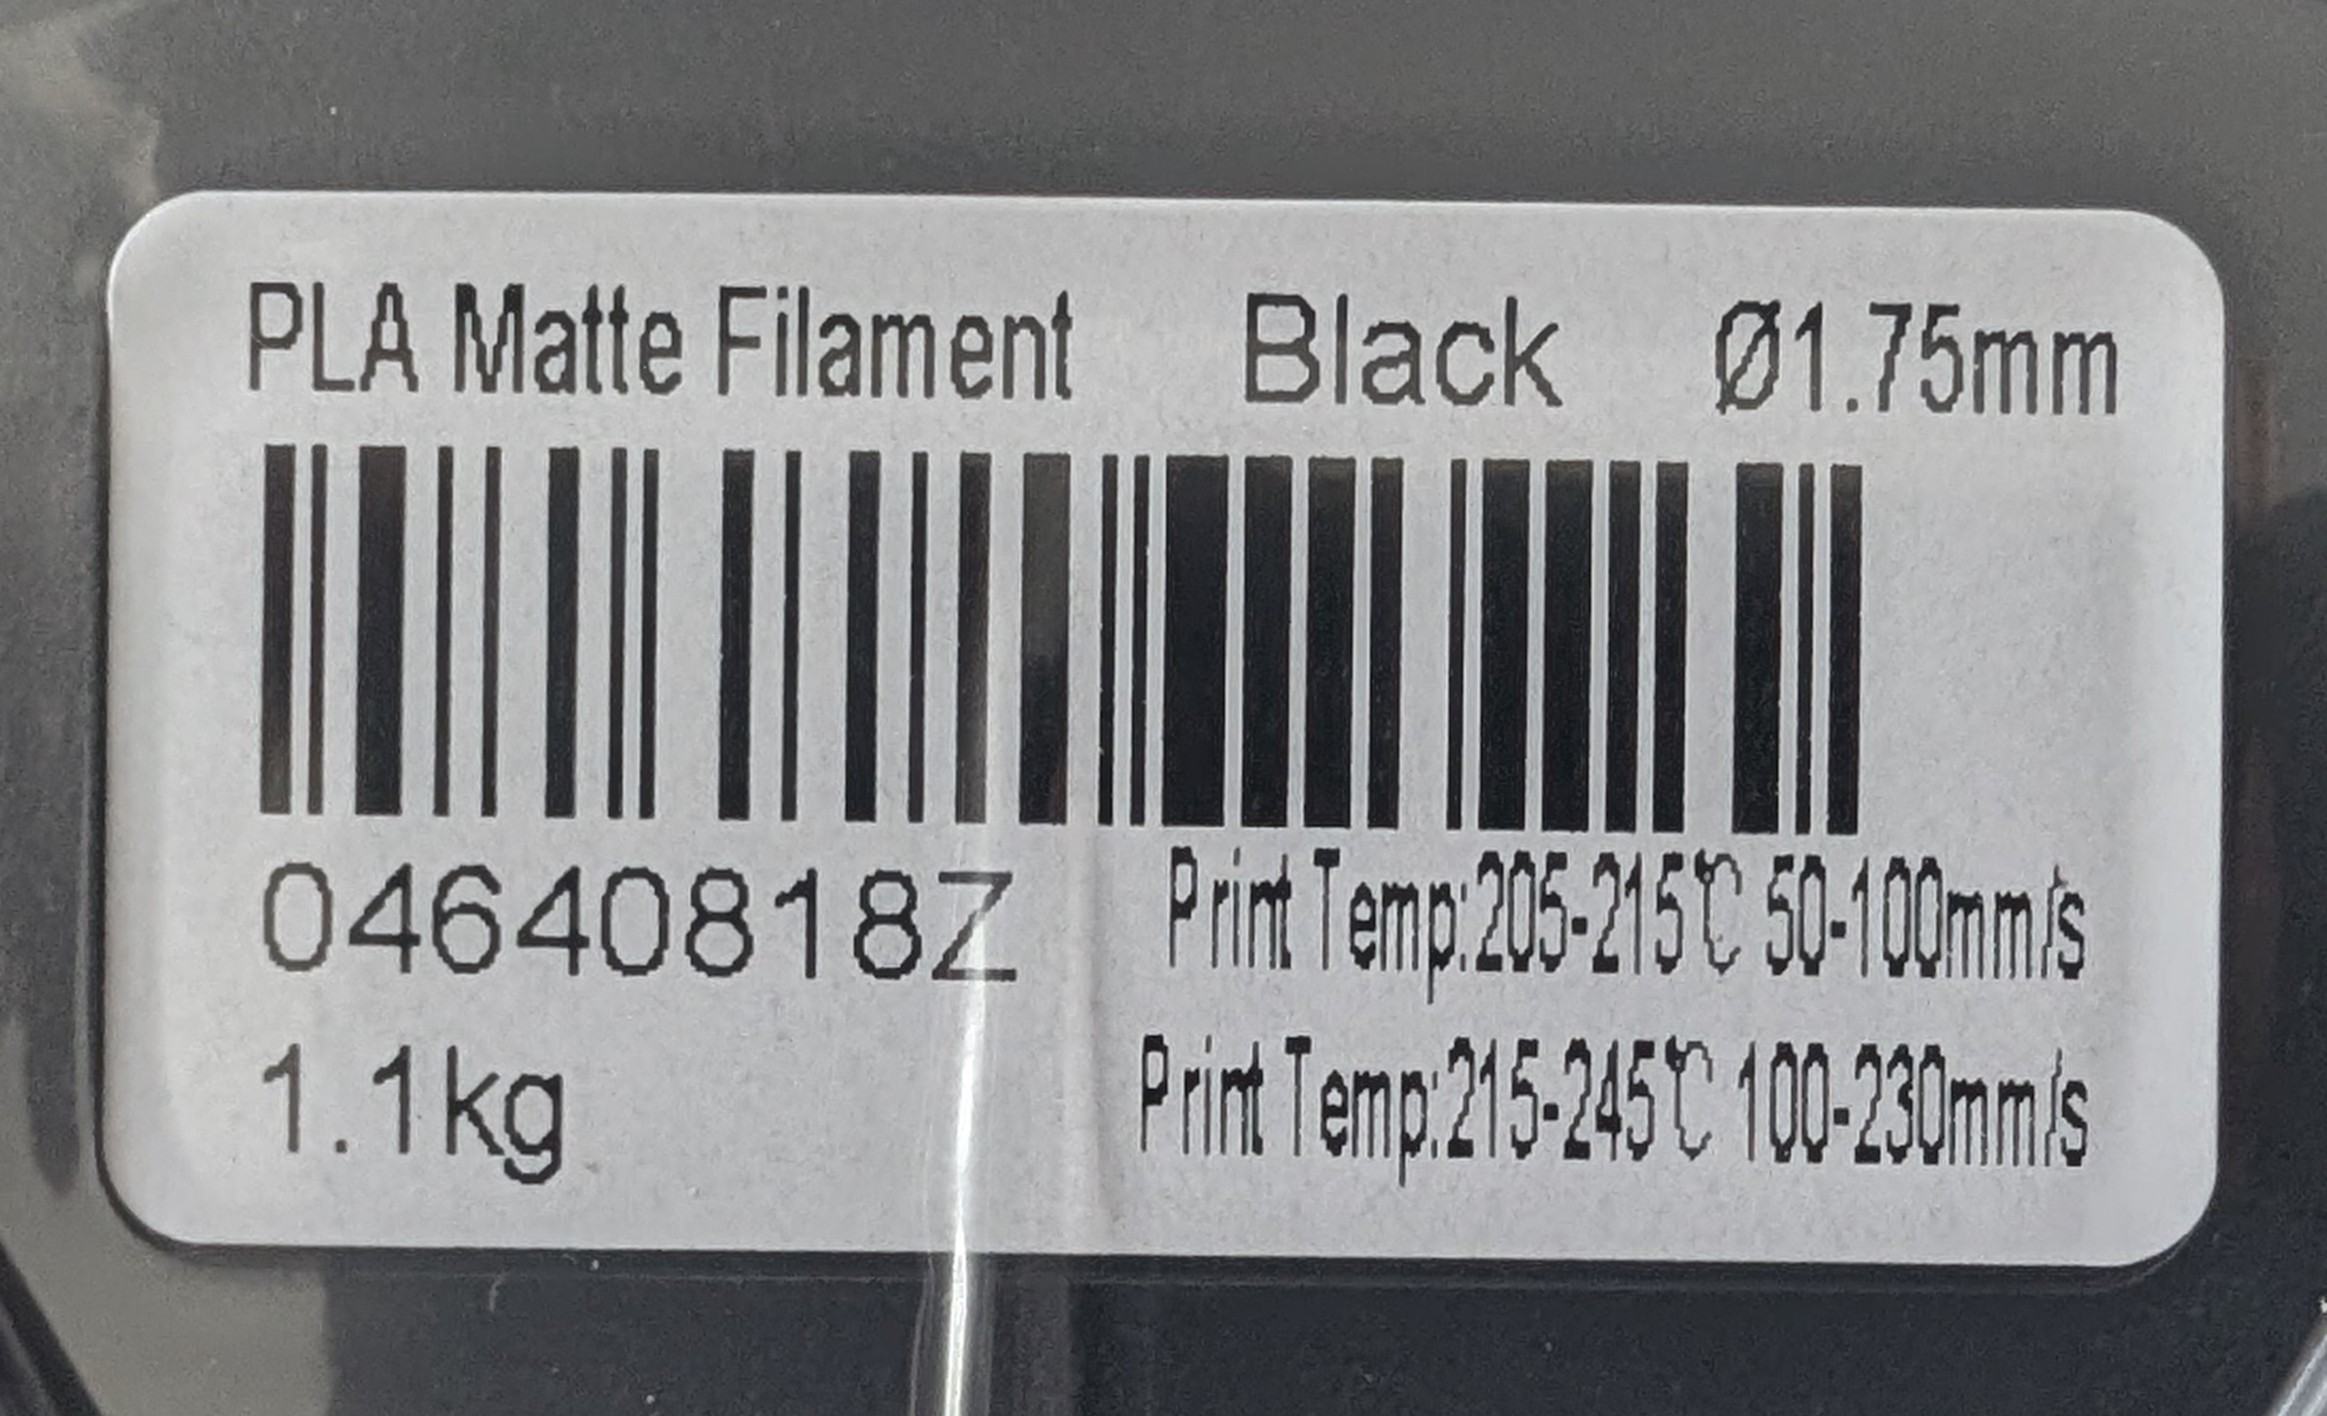 PLA Matte Filament Black Ø1.75mm
04640818Z
Print Temp:205-215℃ 50-100mm/s
1.1kg
Print Temp:215-245℃ 100-230mm/s